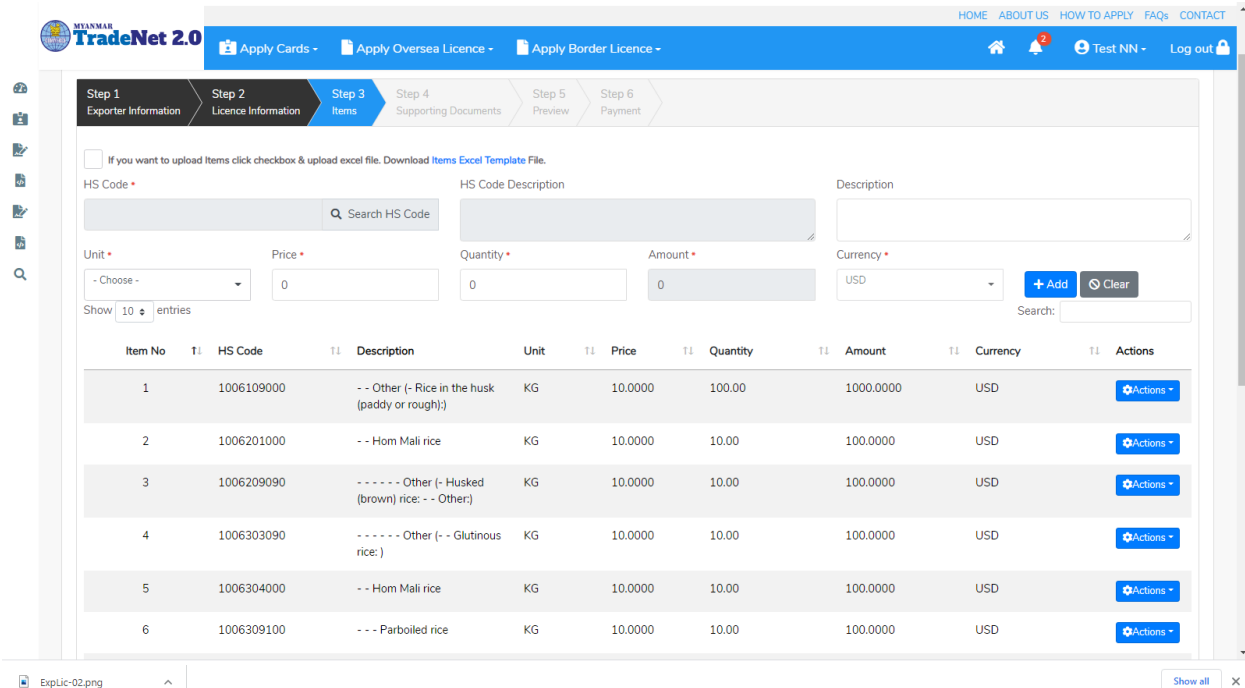 HOME ABOUT US HOW TO APPLY FAQs CONTACT
MYANMAR
TradeNet 2.0
Apply Cards
Apply Oversea Licence
Apply Border Licence
2
Test NN
Log out
Step 1
Exporter Information
Step 2
Licence Information
Step 3
Items
Step 4
Supporting Documents
Step 5
Preview
Step 6
Payment
If you want to upload Items click checkbox & upload excel file. Download Items Excel Template File.
HS Code * HS Code Description Description
Search HS Code
Unit * Price * Quantity * Amount * Currency *
- Choose - 0 0 0 USD + Add Clear
Show 10 entries Search:
Item No HS Code Description Unit Price Quantity Amount Currency Actions
1 1006109000 - - Other (- Rice in the husk KG 10.0000 100.00 1000.0000 USD Actions
(paddy or rough):)
2 1006201000 - - Hom Mali rice KG 10.0000 10.00 100.0000 USD Actions
3 1006209090 - - - - - - Other (- Husked KG 10.0000 10.00 100.0000 USD Actions
(brown) rice: - - Other:)
4 1006303090 - - - - - - Other (- - Glutinous KG 10.0000 10.00 100.0000 USD Actions
rice: )
5 1006304000 - - Hom Mali rice KG 10.0000 10.00 100.0000 USD Actions
6 1006309100 - - - Parboiled rice KG 10.0000 10.00 100.0000 USD Actions
ExpLic-02.png Show all